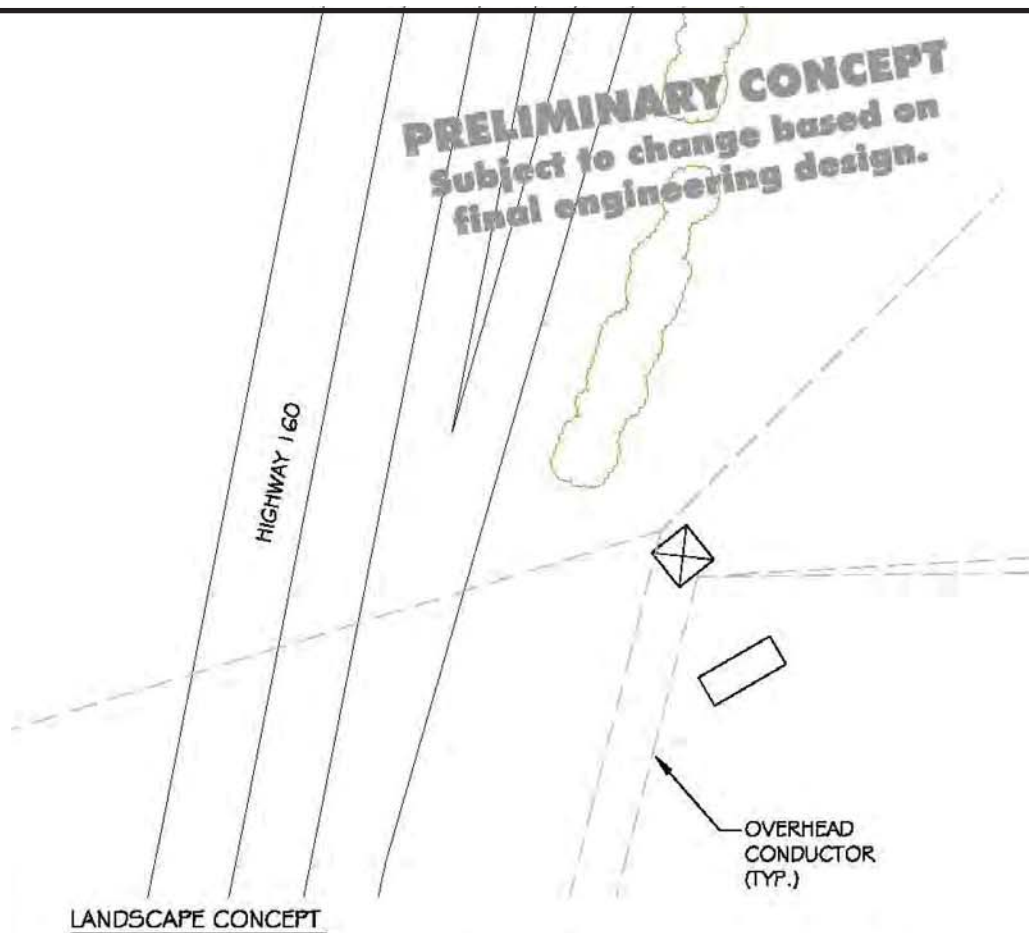 PRELIMINARY CONCEPT
Subject to change based on
final engineering design.
HIGHWAY 160
OVERHEAD
CONDUCTOR
(TYP.)
LANDSCAPE CONCEPT